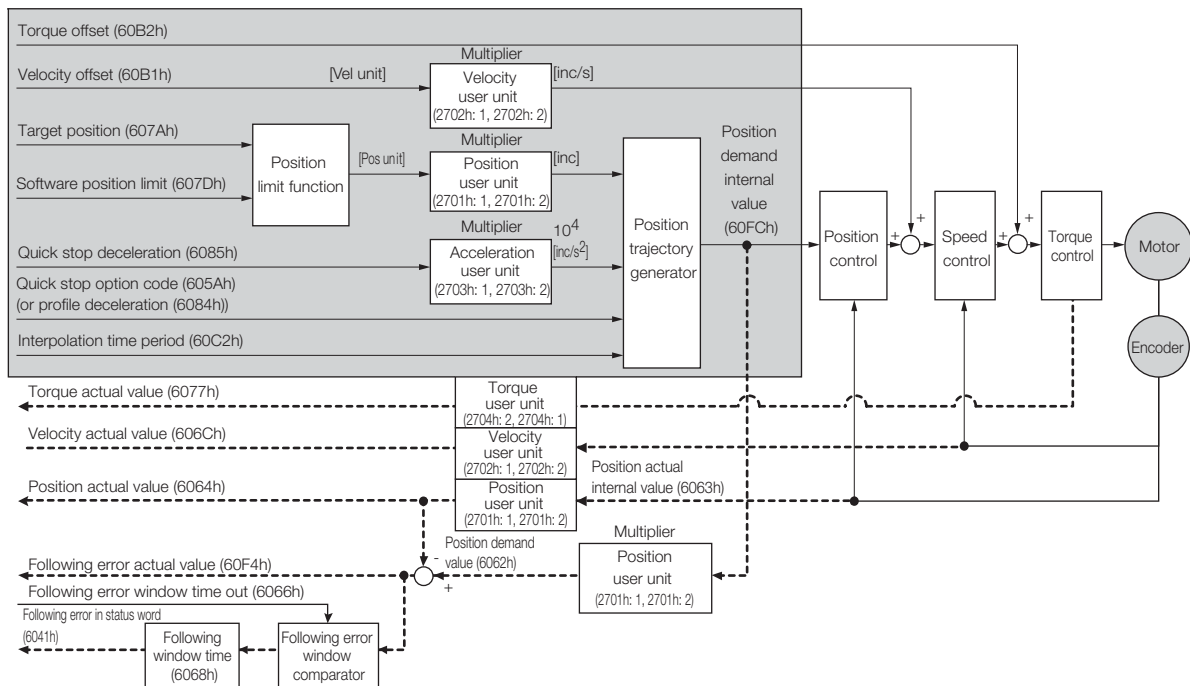 Torque offset (60B2h)
Multiplier
Velocity offset (60B1h)
[Vel unit]
Velocity
user unit
(2702h: 1, 2702h: 2)
[inc/s]
Target position (607Ah)
Software position limit (607Dh)
Position
limit function
[Pos unit]
Multiplier
Position
user unit
(2701h: 1, 2701h: 2)
[inc]
Multiplier
Quick stop deceleration (6085h)
Acceleration
user unit
(2703h: 1, 2703h: 2)
10^4
[inc/s^2]
Quick stop option code (605Ah)
(or profile deceleration (6084h))
Interpolation time period (60C2h)
Position
trajectory
generator
Position
demand
internal
value
(60FCh)
Position
control
+
+
Speed
control
+
+
Torque
control
Motor
Encoder
Torque actual value (6077h)
Torque
user unit
(2704h: 2, 2704h: 1)
Velocity actual value (606Ch)
Velocity
user unit
(2702h: 1, 2702h: 2)
Position actual value (6064h)
Position
user unit
(2701h: 1, 2701h: 2)
Position actual
internal value (6063h)
Multiplier
Position
user unit
(2701h: 1, 2701h: 2)
Position demand
value (6062h)
-
+
Following error actual value (60F4h)
Following error window time out (6066h)
Following error in status word
(6041h)
Following
window time
(6068h)
Following error
window
comparator